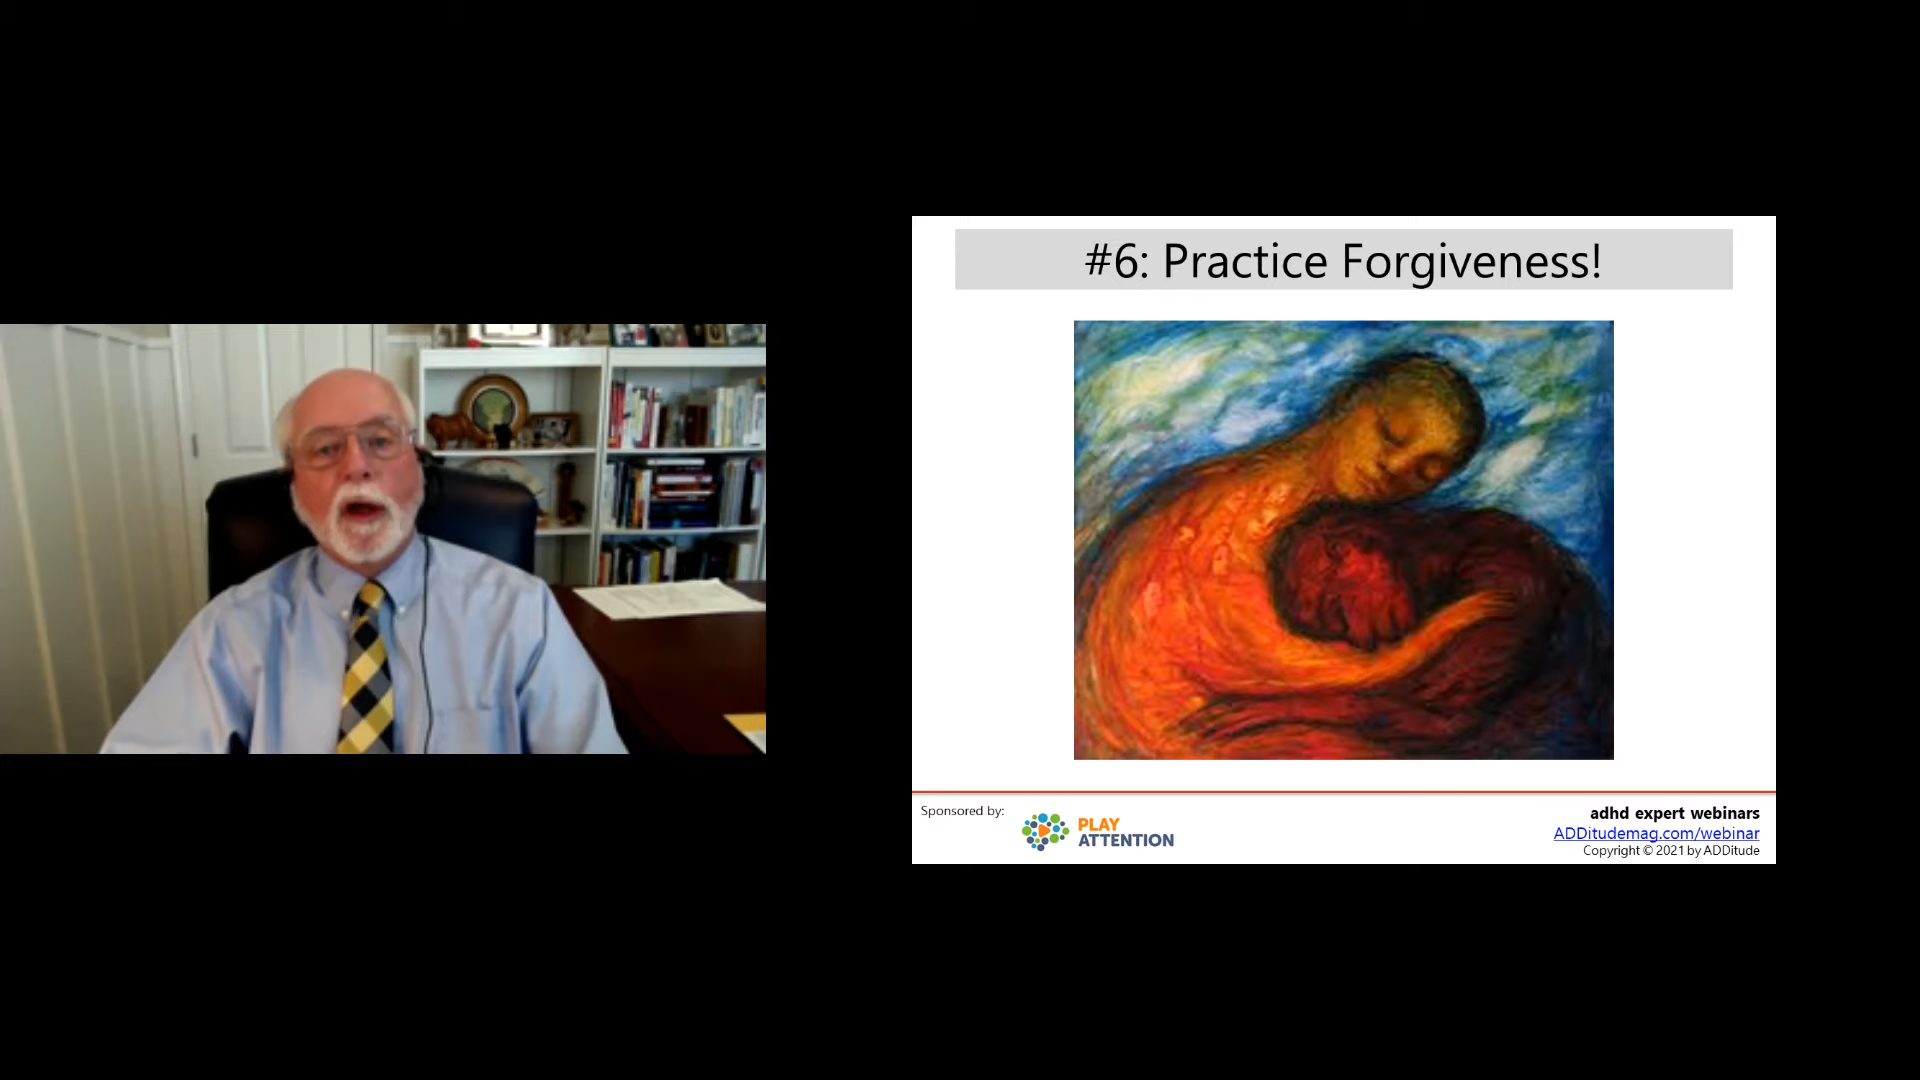 #6: Practice Forgiveness!
Sponsored by:
PLAY
ATTENTION
adhd expert webinars
ADDitudemag.com/webinar
Copyright © 2021 by ADDitude